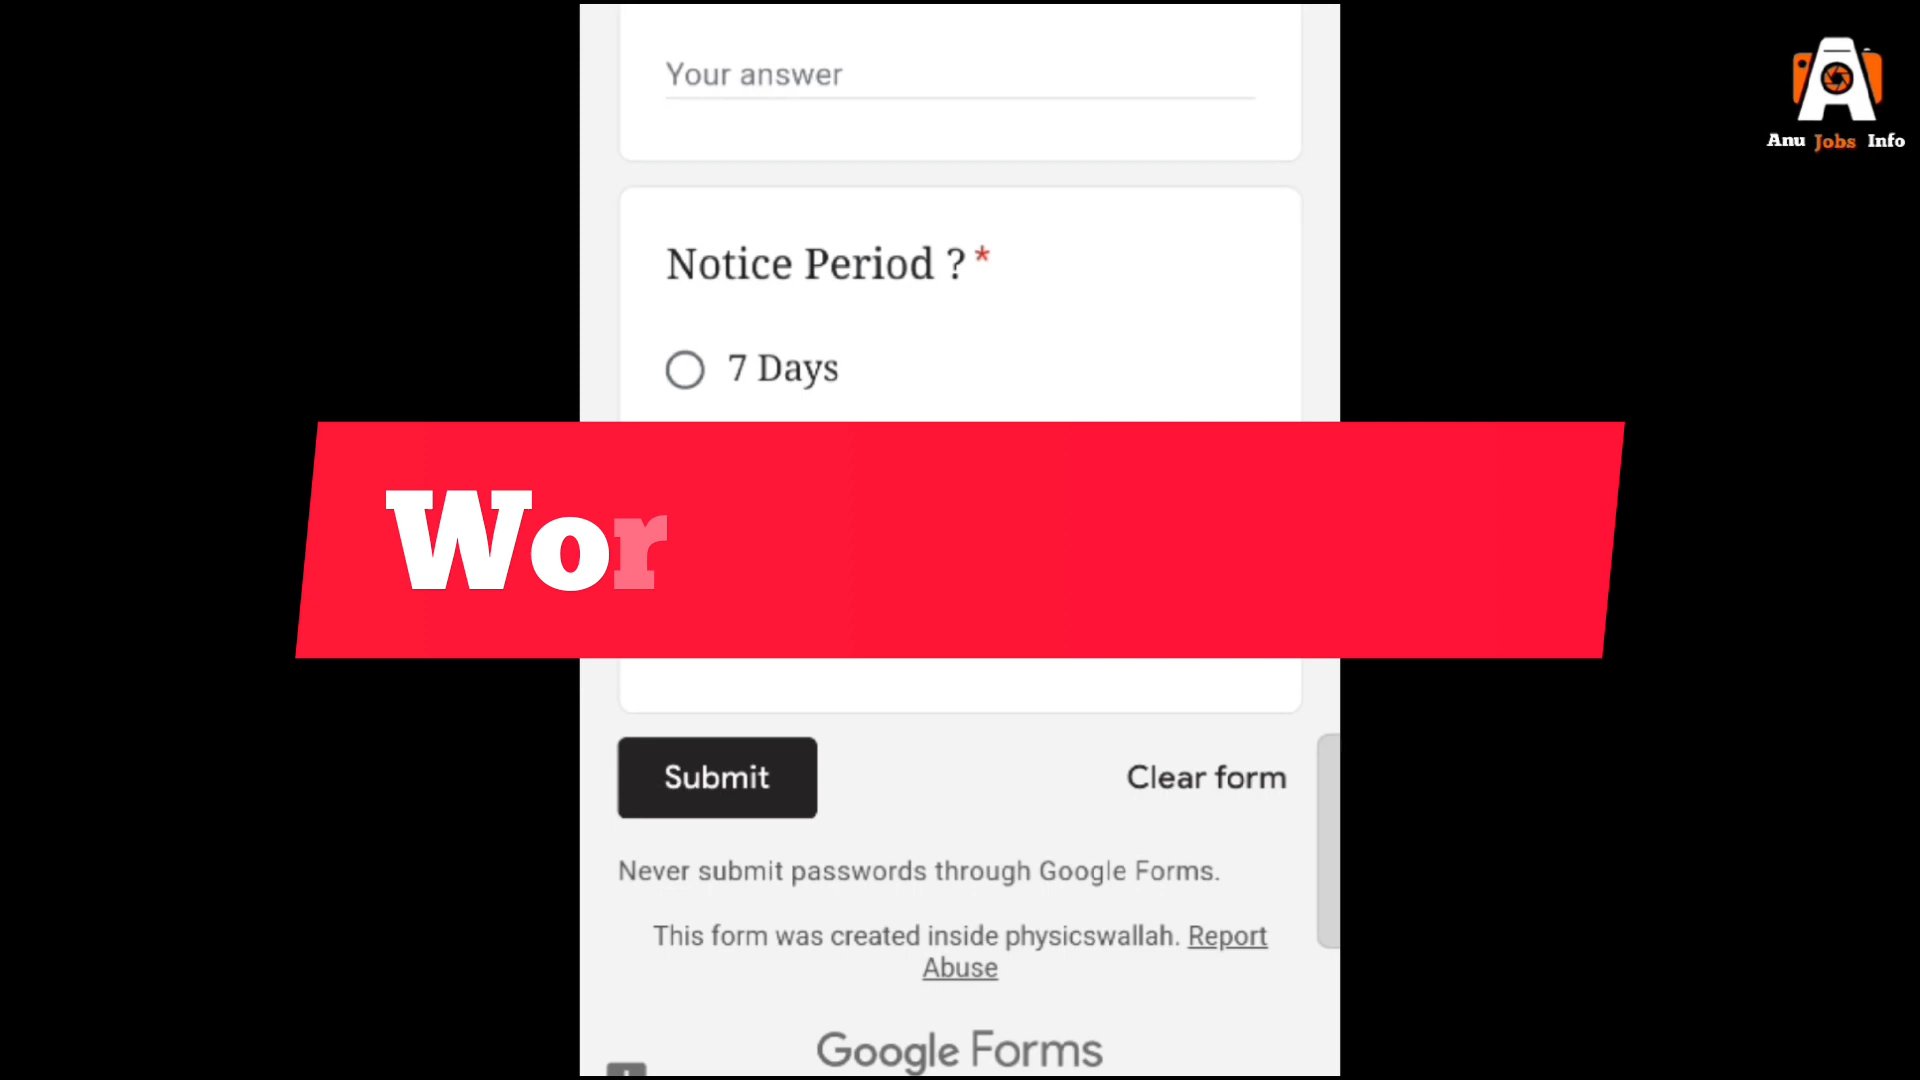 Your answer
Anu Jobs Info
Notice Period ? *
7 Days
Wor
Submit
Clear form
Never submit passwords through Google Forms.
This form was created inside physicswallah. Report
Abuse
Google Forms